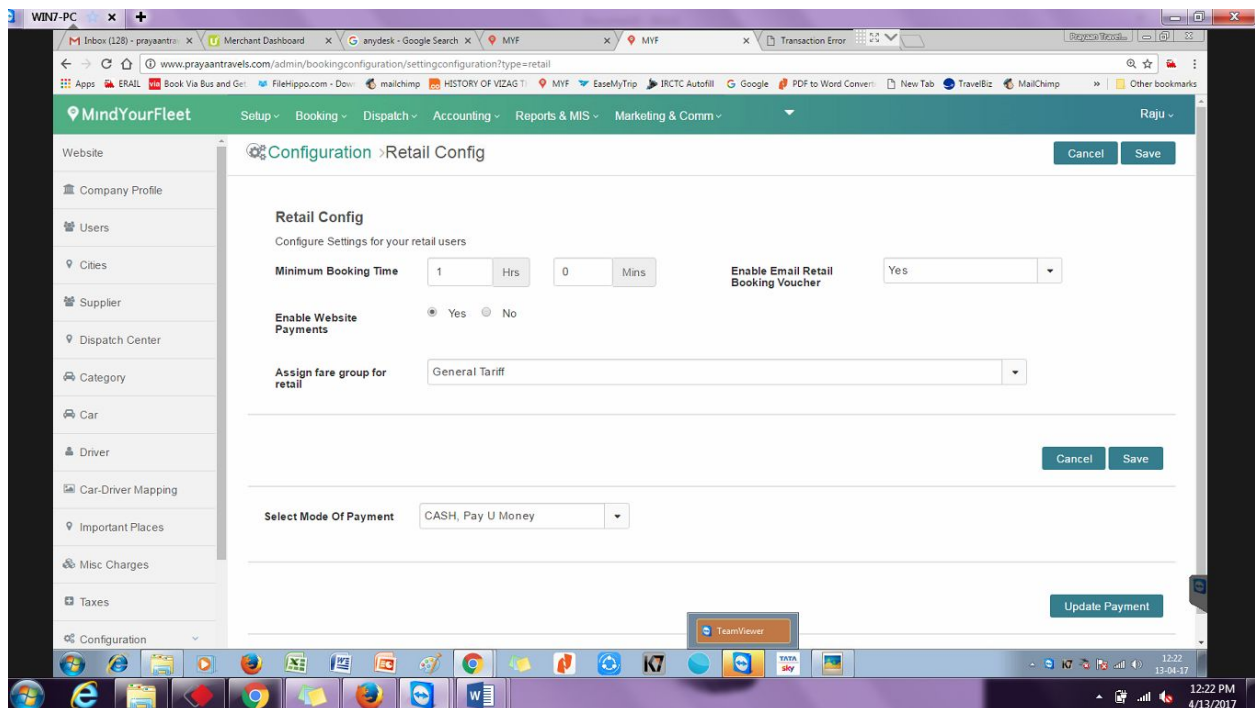 WIN7-PC
Inbox (128) - prayaantra
Merchant Dashboard
anydesk - Google Search
MYF
MYF
Transaction Error
www.prayaantravels.com/admin/bookingconfiguration/settingconfiguration?type=retail
Apps
ERAIL
Book Via Bus and Get
FileHippo.com - Dow
mailchimp
HISTORY OF VIZAG T
MYF
EaseMyTrip
IRCTC Autofill
Google
PDF to Word Convert
New Tab
TravelBiz
MailChimp
»
Other bookmarks
MindYourFleet
Setup
Booking
Dispatch
Accounting
Reports & MIS
Marketing & Comm
Raju
Website
Company Profile
Users
Cities
Supplier
Dispatch Center
Category
Car
Driver
Car-Driver Mapping
Important Places
Misc Charges
Taxes
Configuration
Configuration ›Retail Config
Cancel
Save
Retail Config
Configure Settings for your retail users
Minimum Booking Time
1
Hrs
0
Mins
Enable Email Retail
Booking Voucher
Yes
Enable Website
Payments
Yes
No
Assign fare group for
retail
General Tariff
Cancel
Save
Select Mode Of Payment
CASH, Pay U Money
Update Payment
TeamViewer
K7
TATA
sky
12:22
13-04-17
12:22 PM
4/13/2017